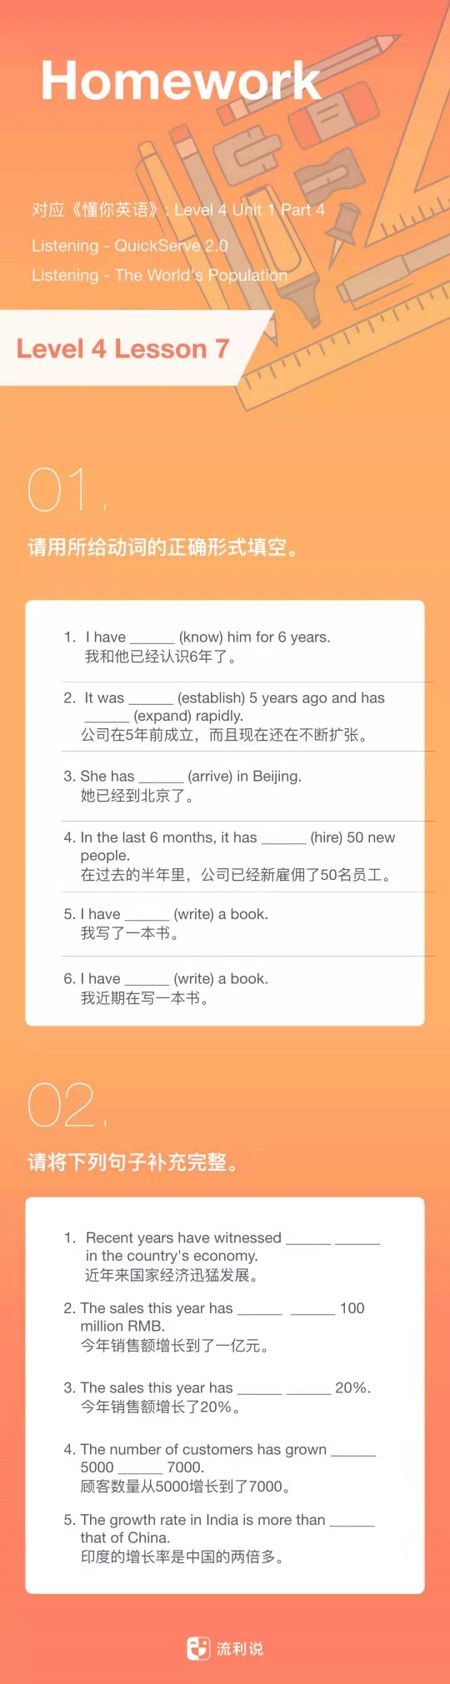 Homework
对应《懂你英语》: Level 4 Unit 1 Part 4
Listening - QuickServe 2.0
Listening - The World's Population
Level 4 Lesson 7
01.
请用所给动词的正确形式填空。
1. I have ______ (know) him for 6 years.
我和他已经认识6年了。
2. It was ______ (establish) 5 years ago and has
______ (expand) rapidly.
公司在5年前成立，而且现在还在不断扩张。
3. She has ______ (arrive) in Beijing.
她已经到北京了。
4. In the last 6 months, it has ______ (hire) 50 new
people.
在过去的半年里，公司已经新雇佣了50名员工。
5. I have ______ (write) a book.
我写了一本书。
6. I have ______ (write) a book.
我近期在写一本书。
02.
请将下列句子补充完整。
1. Recent years have witnessed ______ ______
in the country's economy.
近年来国家经济迅猛发展。
2. The sales this year has ______ ______ 100
million RMB.
今年销售额增长到了一亿元。
3. The sales this year has ______ ______ 20%.
今年销售额增长了20%。
4. The number of customers has grown ______
5000 ______ 7000.
顾客数量从5000增长到了7000。
5. The growth rate in India is more than ______
that of China.
印度的增长率是中国的两倍多。
流利说